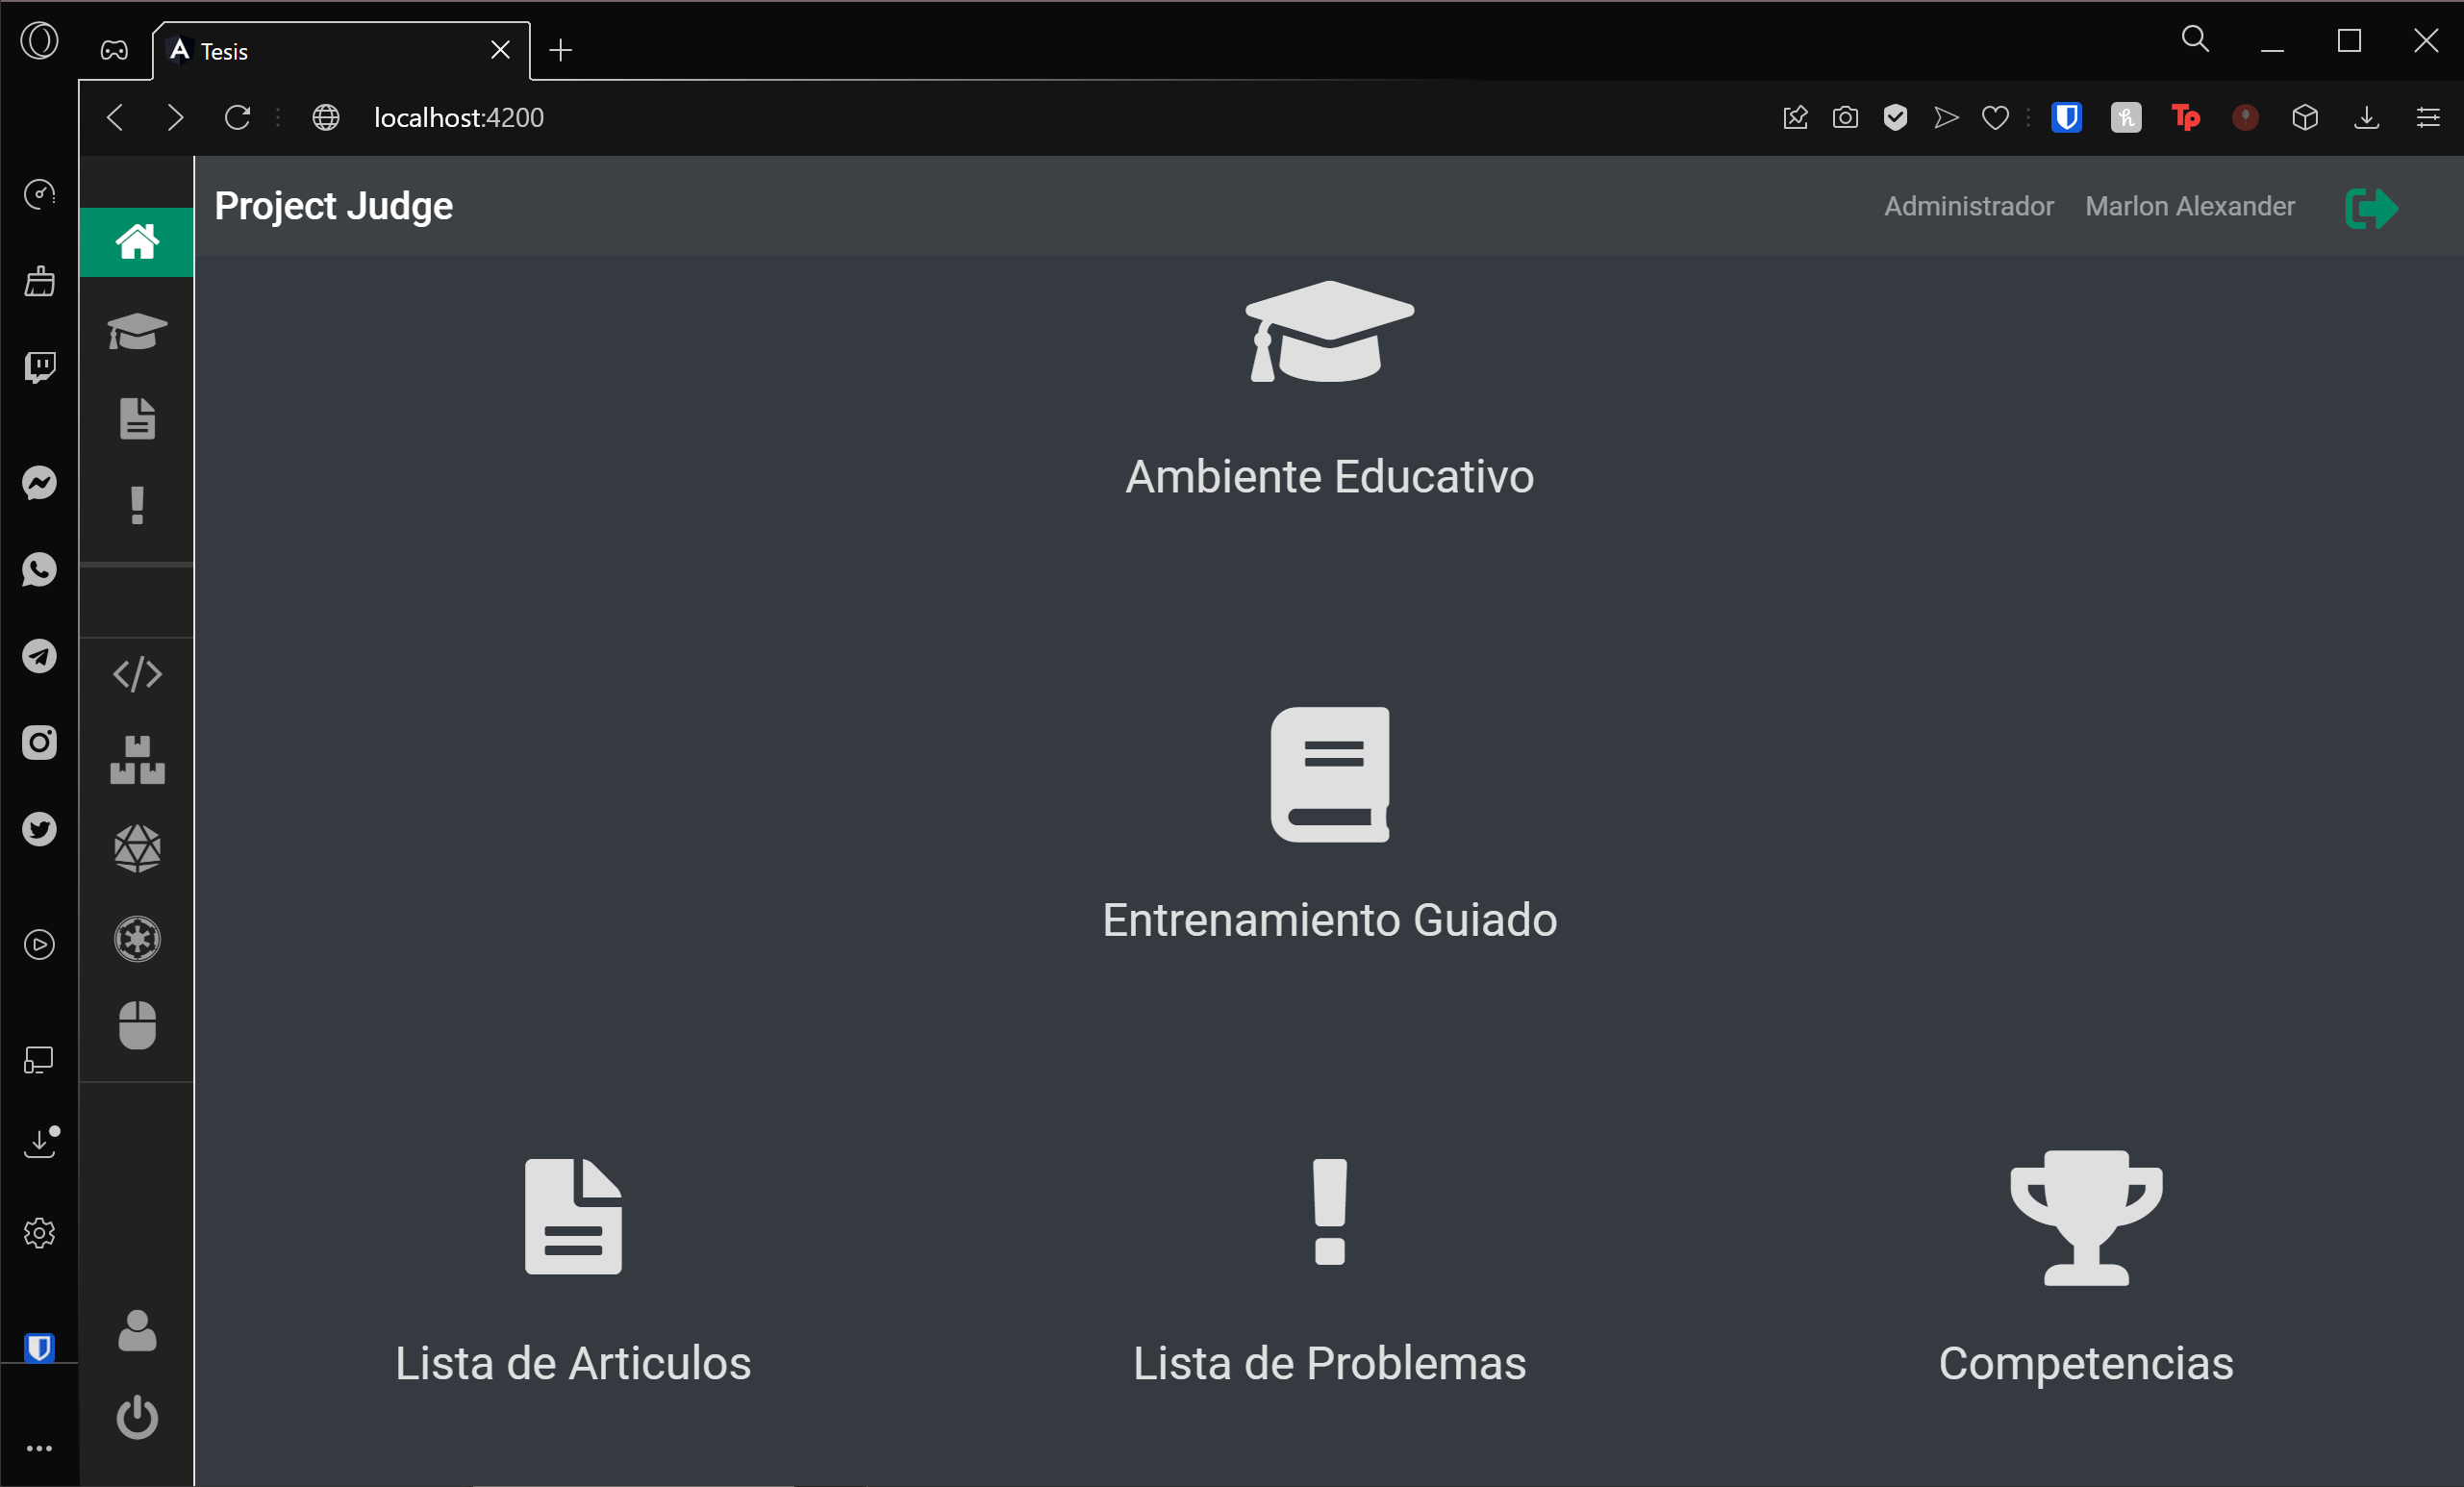 Tesis
localhost:4200
Tp
Project Judge
Administrador Marlon Alexander
Ambiente Educativo
Entrenamiento Guiado
Lista de Articulos
Lista de Problemas
Competencias